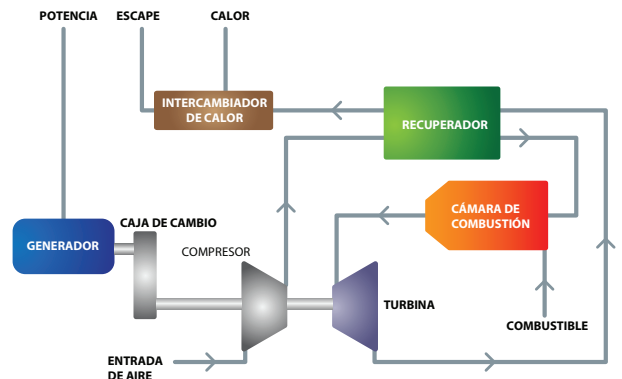 POTENCIA
ESCAPE
CALOR
INTERCAMBIADOR
DE CALOR
RECUPERADOR
CÁMARA DE
COMBUSTIÓN
CAJA DE CAMBIO
GENERADOR
COMPRESOR
TURBINA
COMBUSTIBLE
ENTRADA
DE AIRE